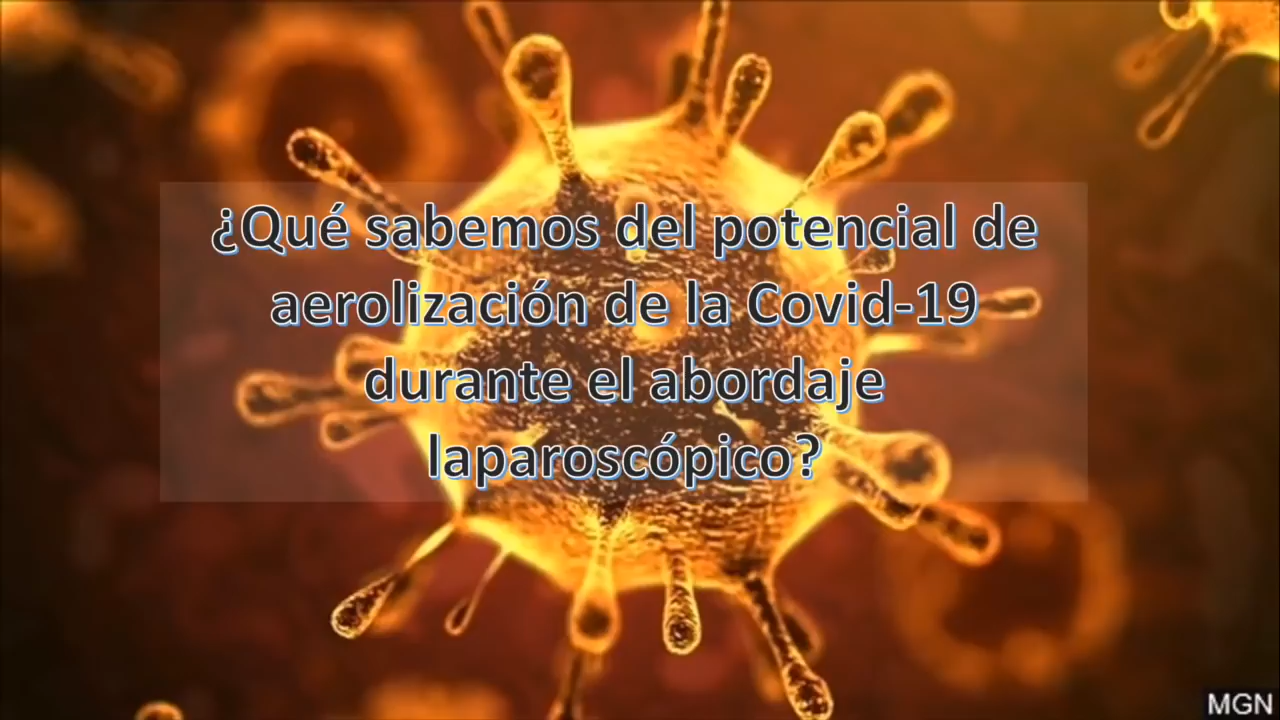 ¿Qué sabemos del potencial de
aerolización de la Covid-19
durante el abordaje
laparoscópico?
MGN